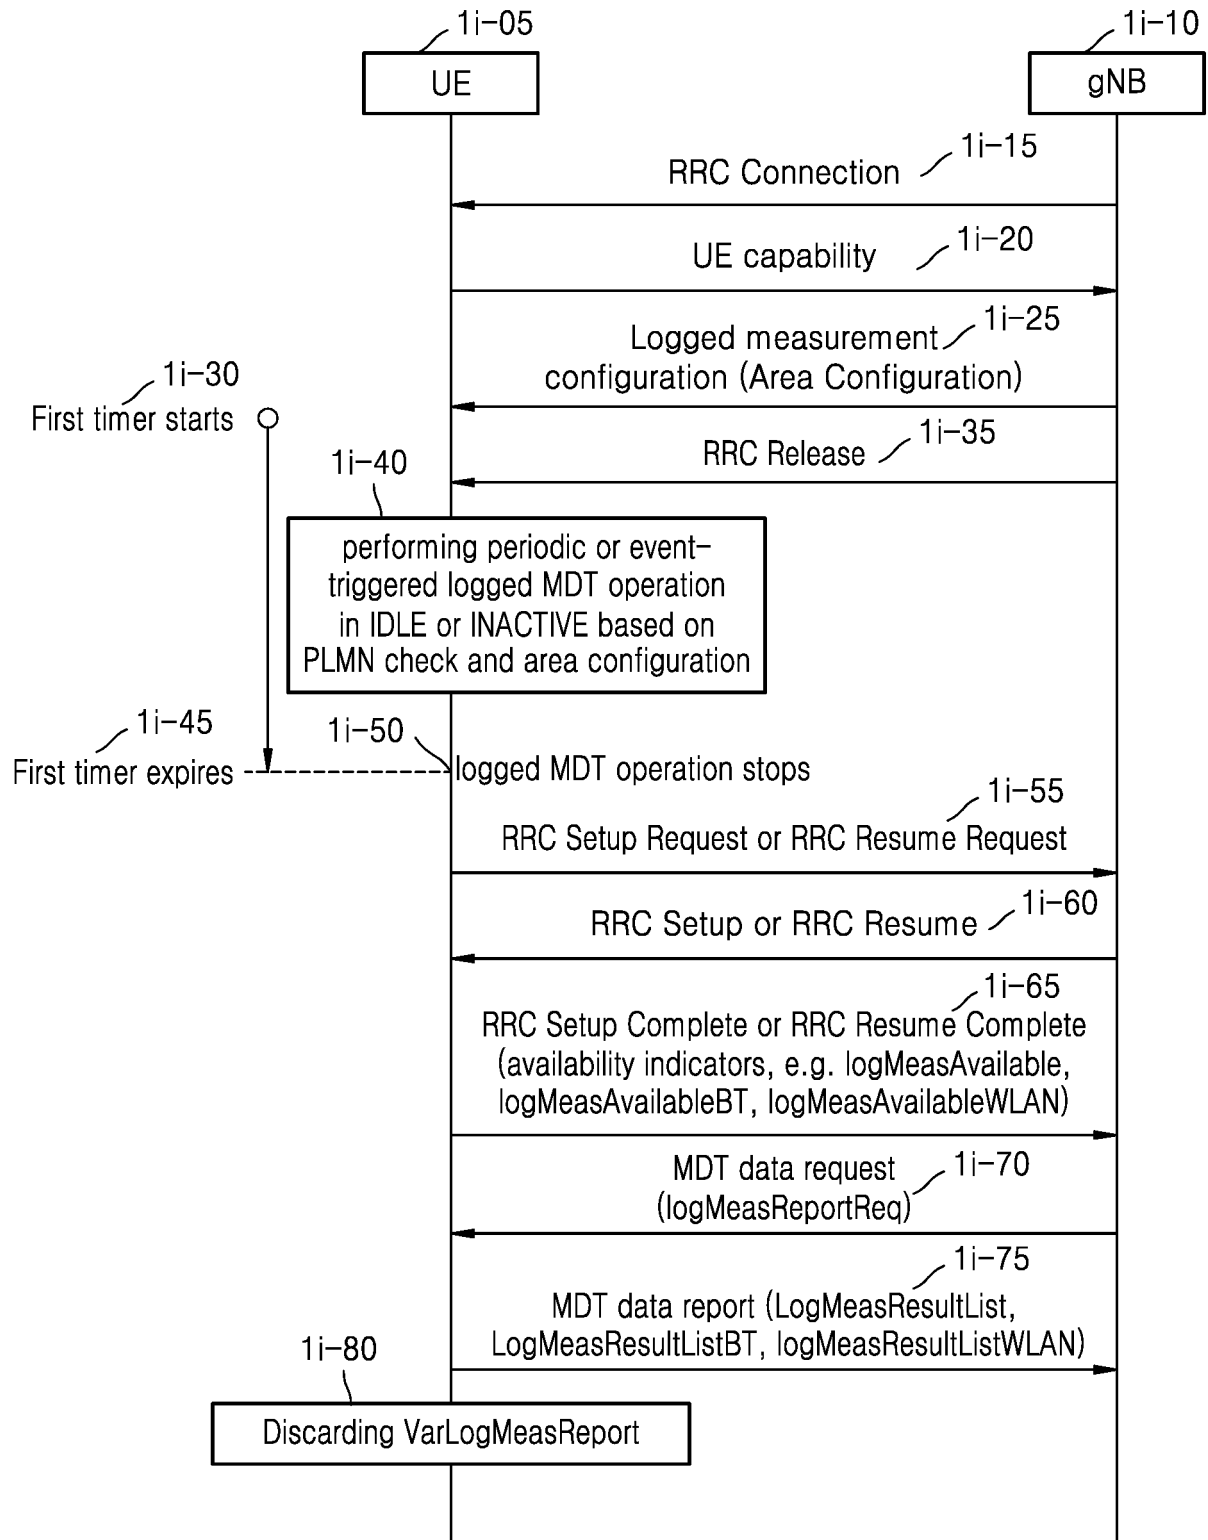 1i-05
1i-10
UE
gNB
1i-15
RRC Connection
1i-20
UE capability
1i-25
Logged measurement
configuration (Area Configuration)
1i-30
First timer starts
1i-35
RRC Release
1i-40
performing periodic or event-
triggered logged MDT operation
in IDLE or INACTIVE based on
PLMN check and area configuration
1i-45
First timer expires
1i-50
logged MDT operation stops
1i-55
RRC Setup Request or RRC Resume Request
1i-60
RRC Setup or RRC Resume
1i-65
RRC Setup Complete or RRC Resume Complete
(availability indicators, e.g. logMeasAvailable,
logMeasAvailableBT, logMeasAvailableWLAN)
1i-70
MDT data request
(logMeasReportReq)
1i-75
MDT data report (LogMeasResultList,
LogMeasResultListBT, logMeasResultListWLAN)
1i-80
Discarding VarLogMeasReport